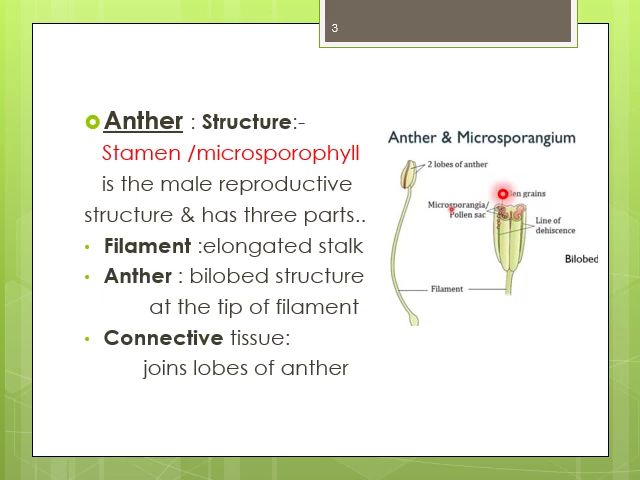 3
Anther : Structure:-
Stamen /microsporophyll
is the male reproductive
structure & has three parts..
• Filament :elongated stalk
• Anther : bilobed structure
at the tip of filament
• Connective tissue:
joins lobes of anther
Anther & Microsporangium
2 lobes of anther
len grains
Microsporangia/
Pollen sac
Line of
dehiscence
Bilobed
Filament